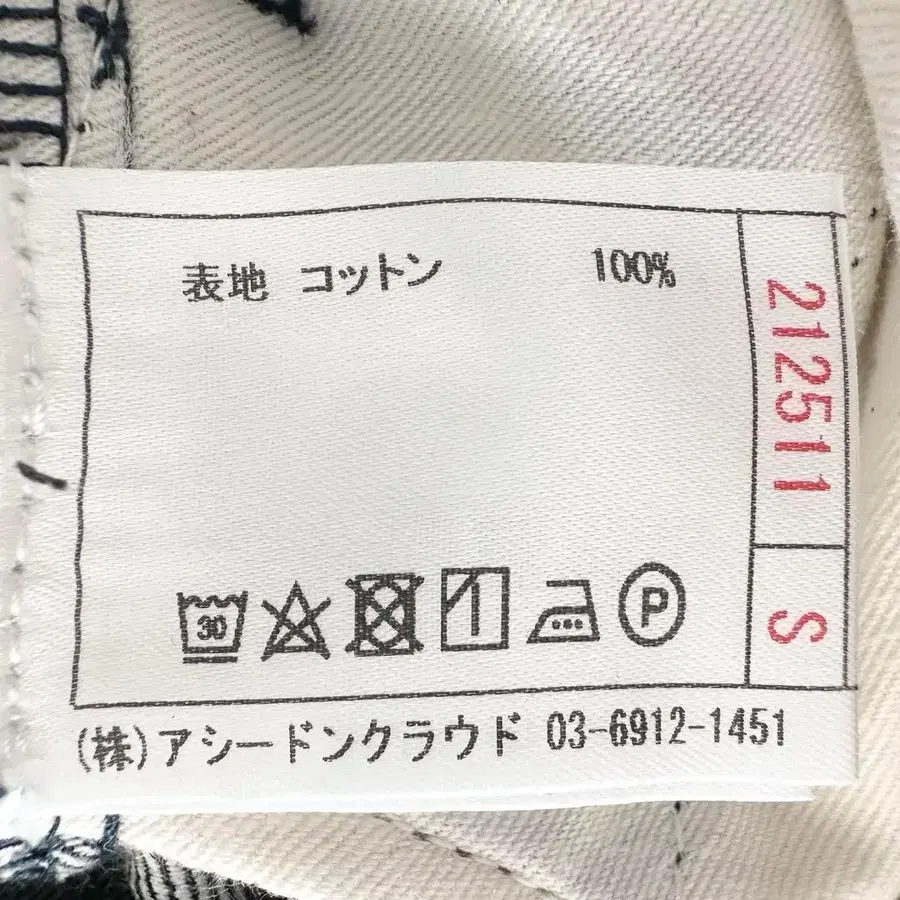 表地 コットン 100%
212511
S
30
P
(株)アシードンクラウド 03-6912-1451